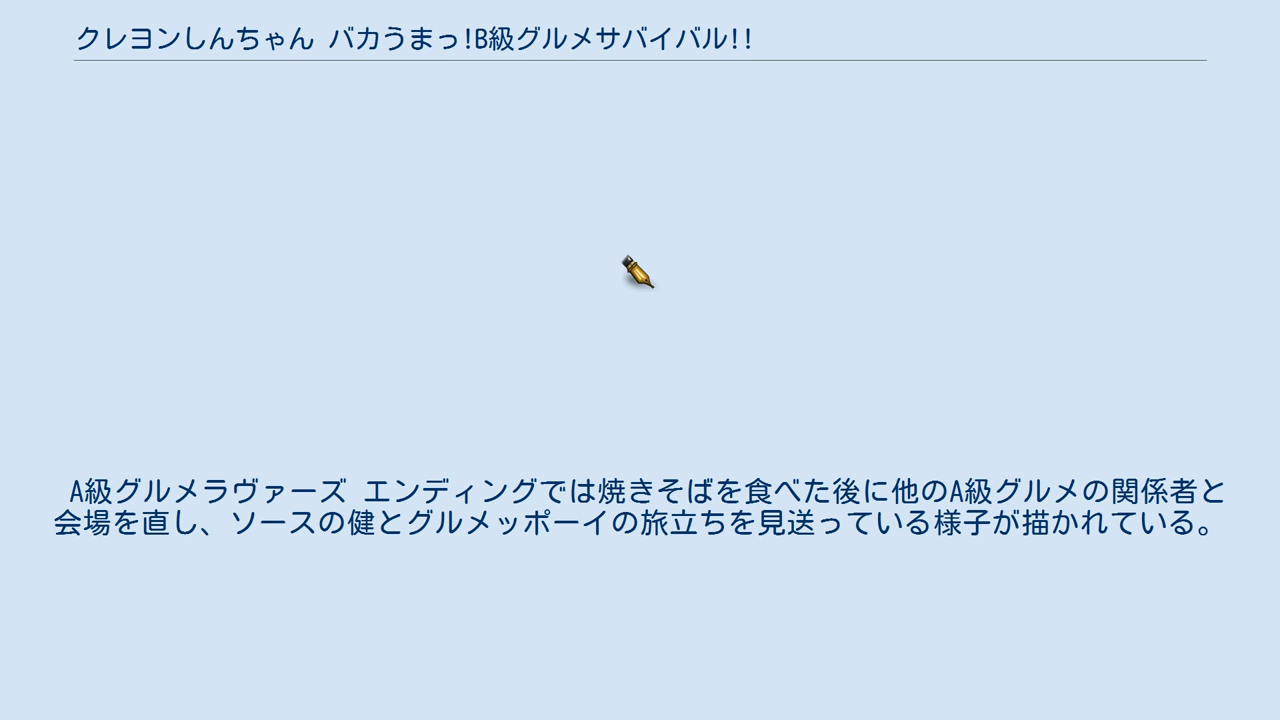 クレヨンしんちゃん バカうまっ!B級グルメサバイバル!!
A級グルメラヴァーズ エンディングでは焼きそばを食べた後に他のA級グルメの関係者と
会場を直し、ソースの健とグルメッポーイの旅立ちを見送っている様子が描かれている。